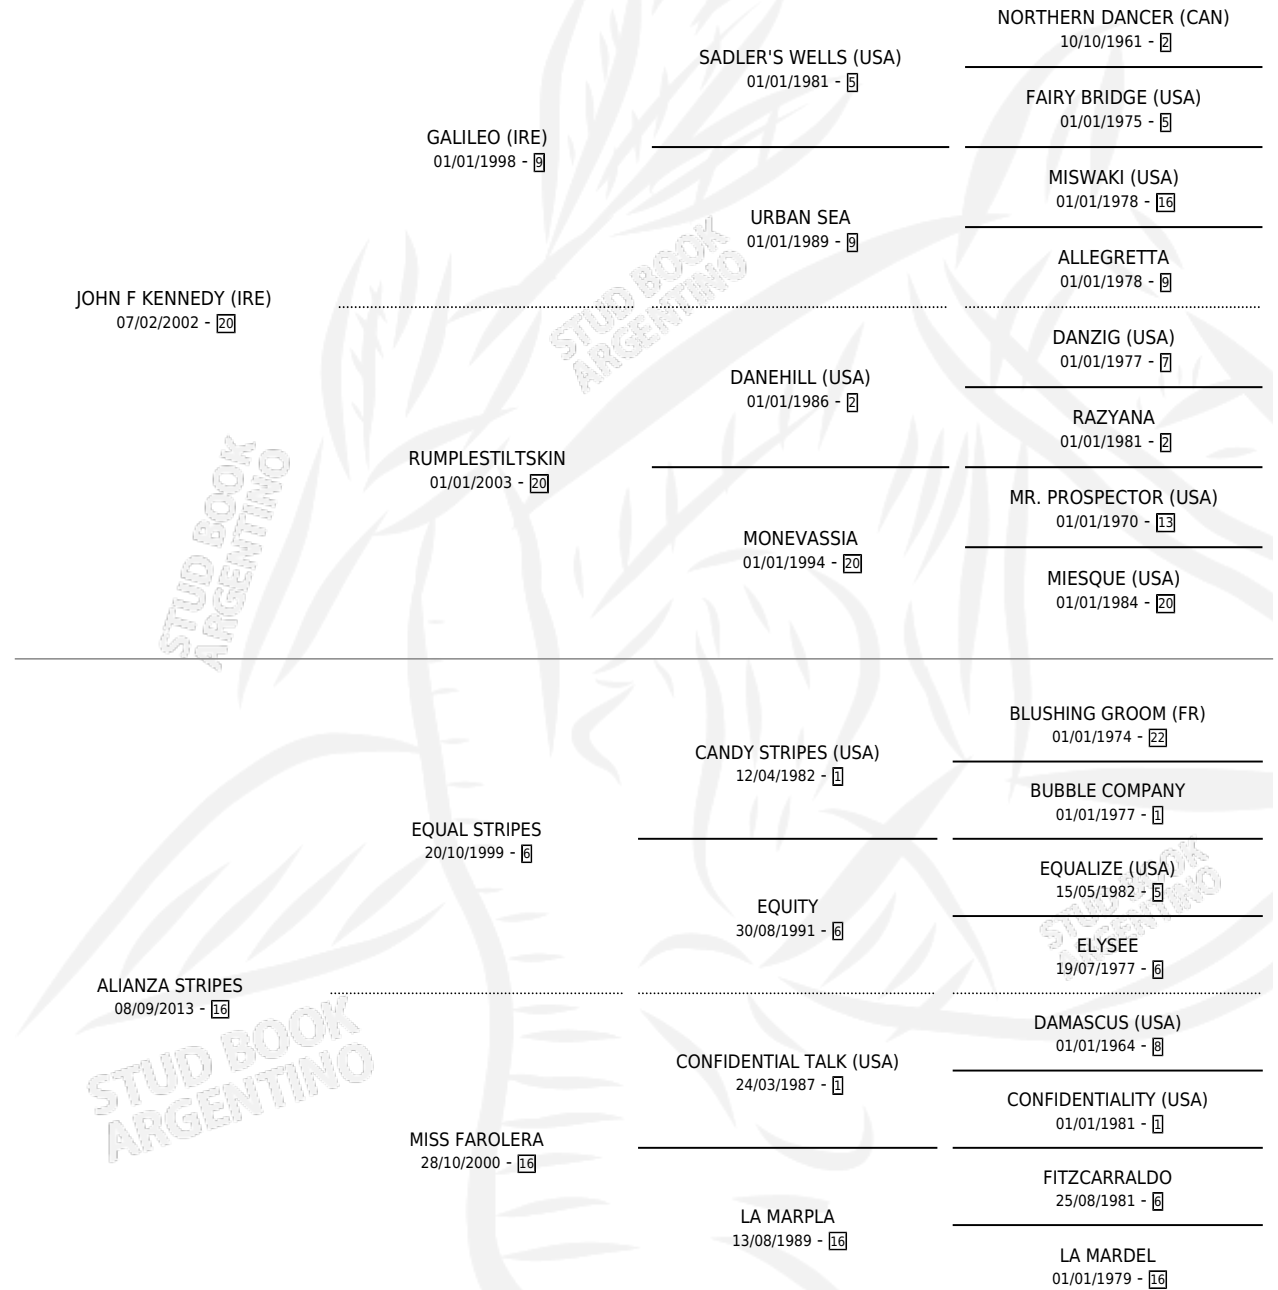 JOHN F KENNEDY (IRE)
07/02/2002 - 20
GALILEO (IRE)
01/01/1998 - 9
SADLER'S WELLS (USA)
01/01/1981 - 5
NORTHERN DANCER (CAN)
10/10/1961 - 2
FAIRY BRIDGE (USA)
01/01/1975 - 5
URBAN SEA
01/01/1989 - 9
MISWAKI (USA)
01/01/1978 - 16
ALLEGRETTA
01/01/1978 - 9
RUMPLESTILTSKIN
01/01/2003 - 20
DANEHILL (USA)
01/01/1986 - 2
DANZIG (USA)
01/01/1977 - 7
RAZYANA
01/01/1981 - 2
MONEVASSIA
01/01/1994 - 20
MR. PROSPECTOR (USA)
01/01/1970 - 13
MIESQUE (USA)
01/01/1984 - 20
ALIANZA STRIPES
08/09/2013 - 16
EQUAL STRIPES
20/10/1999 - 6
CANDY STRIPES (USA)
12/04/1982 - 1
BLUSHING GROOM (FR)
01/01/1974 - 22
BUBBLE COMPANY
01/01/1977 - 1
EQUITY
30/08/1991 - 6
EQUALIZE (USA)
15/05/1982 - 5
ELYSEE
19/07/1977 - 6
MISS FAROLERA
28/10/2000 - 16
CONFIDENTIAL TALK (USA)
24/03/1987 - 1
DAMASCUS (USA)
01/01/1964 - 8
CONFIDENTIALITY (USA)
01/01/1981 - 1
LA MARPLA
13/08/1989 - 16
FITZCARRALDO
25/08/1981 - 6
LA MARDEL
01/01/1979 - 16
STUD BOOK
ARGENTINO
STUD BOOK
ARGENTINO
STUD BOOK
ARGENTINO
STUD BOOK
ARGENTINO